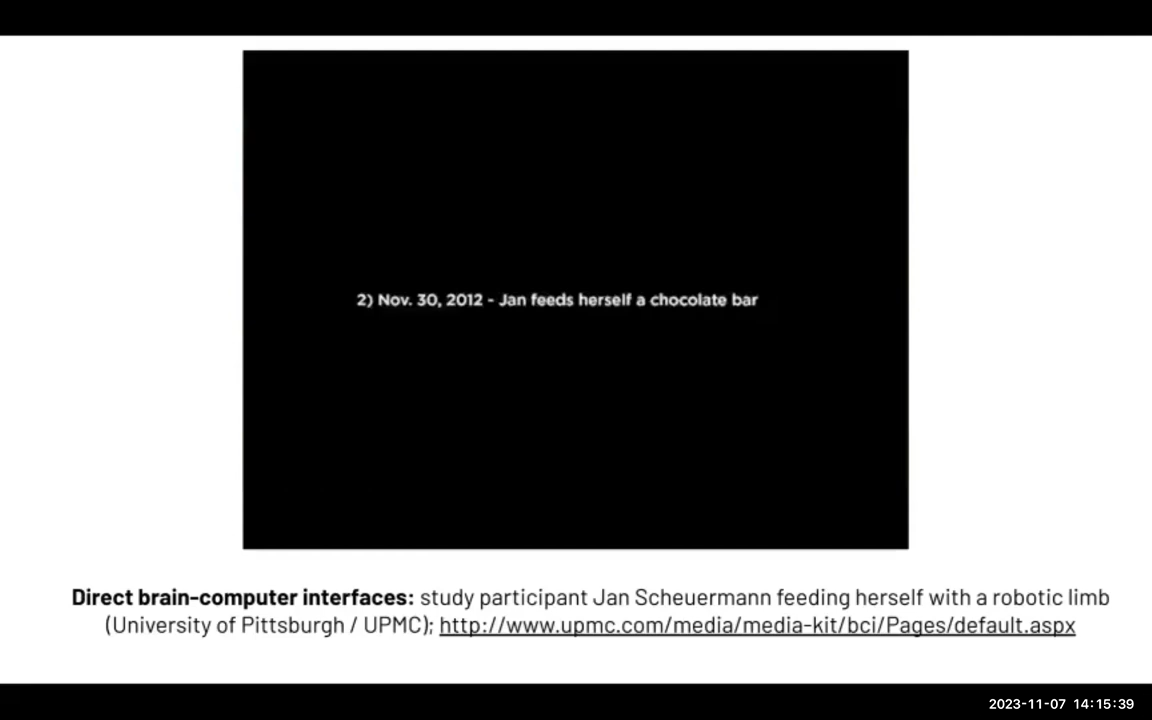 2) Nov. 30, 2012 - Jan feeds herself a chocolate bar
Direct brain-computer interfaces: study participant Jan Scheuermann feeding herself with a robotic limb
(University of Pittsburgh / UPMC); http://www.upmc.com/media/media-kit/bci/Pages/default.aspx
2023-11-07 14:15:39